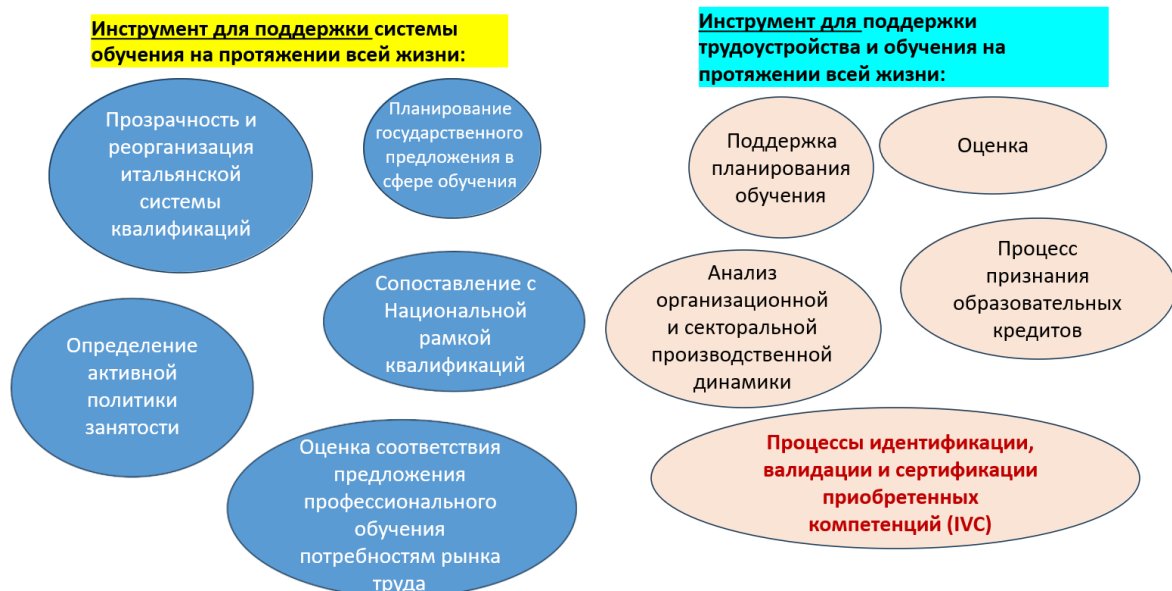 Инструмент для поддержки системы
обучения на протяжении всей жизни:
Прозрачность и
реорганизация
итальянской
системы
квалификаций
Планирование
государственного
предложения в
сфере обучения
Сопоставление с
Национальной
рамкой
квалификаций
Определение
активной
политики
занятости
Оценка соответствия
предложения
профессионального
обучения
потребностям рынка
труда
Инструмент для поддержки
трудоустройства и обучения на
протяжении всей жизни:
Поддержка
планирования
обучения
Оценка
Анализ
организационной
и секторальной
производственной
динамики
Процесс
признания
образовательных
кредитов
Процессы идентификации,
валидации и сертификации
приобретенных
компетенций (IVC)